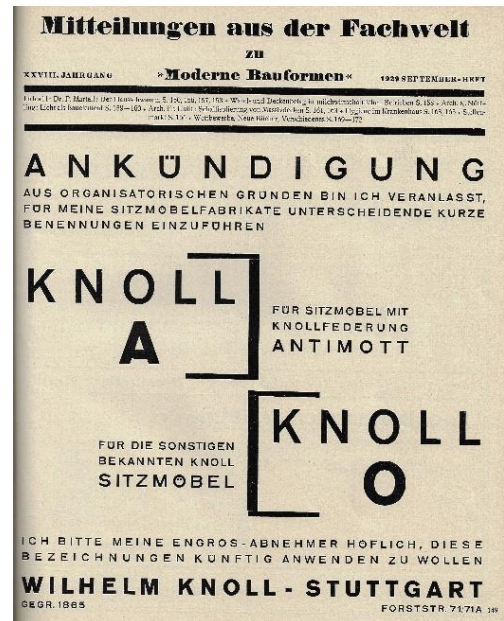 Mitteilungen aus der Fachwelt
zu
XXVIII. JAHRGANG »Moderne Bauformen« 1929 SEPTEMBER-HEFT
ANKÜNDIGUNG
AUS ORGANISATORISCHEN GRÜNDEN BIN ICH VERANLASST,
FÜR MEINE SITZMÖBELFABRIKATE UNTERSCHEIDENDE KURZE
BENENNUNGEN EINZUFÜHREN
KNOLL
A
FÜR SITZMÖBEL MIT
KNOLLFEDERUNG
ANTIMOTT
KNOLL
O
FÜR DIE SONSTIGEN
BEKANNTEN KNOLL
SITZMÖBEL
ICH BITTE MEINE ENGROS-ABNEHMER HÖFLICH, DIESE
BEZEICHNUNGEN KÜNFTIG ANWENDEN ZU WOLLEN
WILHELM KNOLL - STUTTGART
GEGR. 1865 FORSTSTR. 71/71A